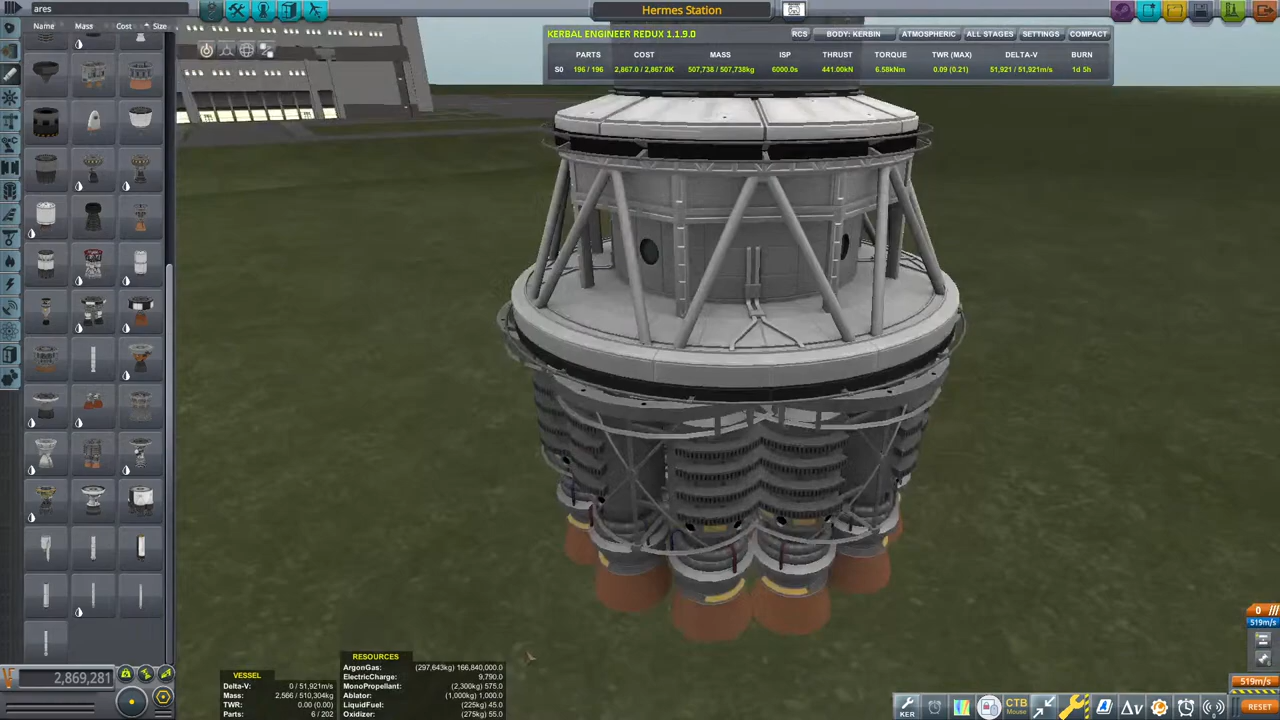 ares
Hermes Station
Name Mass Cost Size
KERBAL ENGINEER REDUX 1.1.9.0 RCS BODY: KERBIN ATMOSPHERIC ALL STAGES SETTINGS COMPACT
PARTS COST MASS ISP THRUST TORQUE TWR (MAX) DELTA-V BURN
S0 196 / 196 2,867.0 / 2,867.0K 507,738 / 507,738kg 6000.0s 441.00kN 6.58kNm 0.09 (0.21) 51,921 / 51,921m/s 1d 5h
0
519m/s
2,869,281
VESSEL
Delta-V: 0 / 51,921m/s
Mass: 2,566 / 510,304kg
TWR: 0.00 (0.00)
Parts: 6 / 202
RESOURCES
ArgonGas: (297,643kg) 166,840,000.0
ElectricCharge: 9,790.0
MonoPropellant: (2,300kg) 575.0
Ablator: (1,000kg) 1,000.0
LiquidFuel: (225kg) 45.0
Oxidizer: (275kg) 55.0
519m/s
KER
CTB
Mouse
Δv
RESET